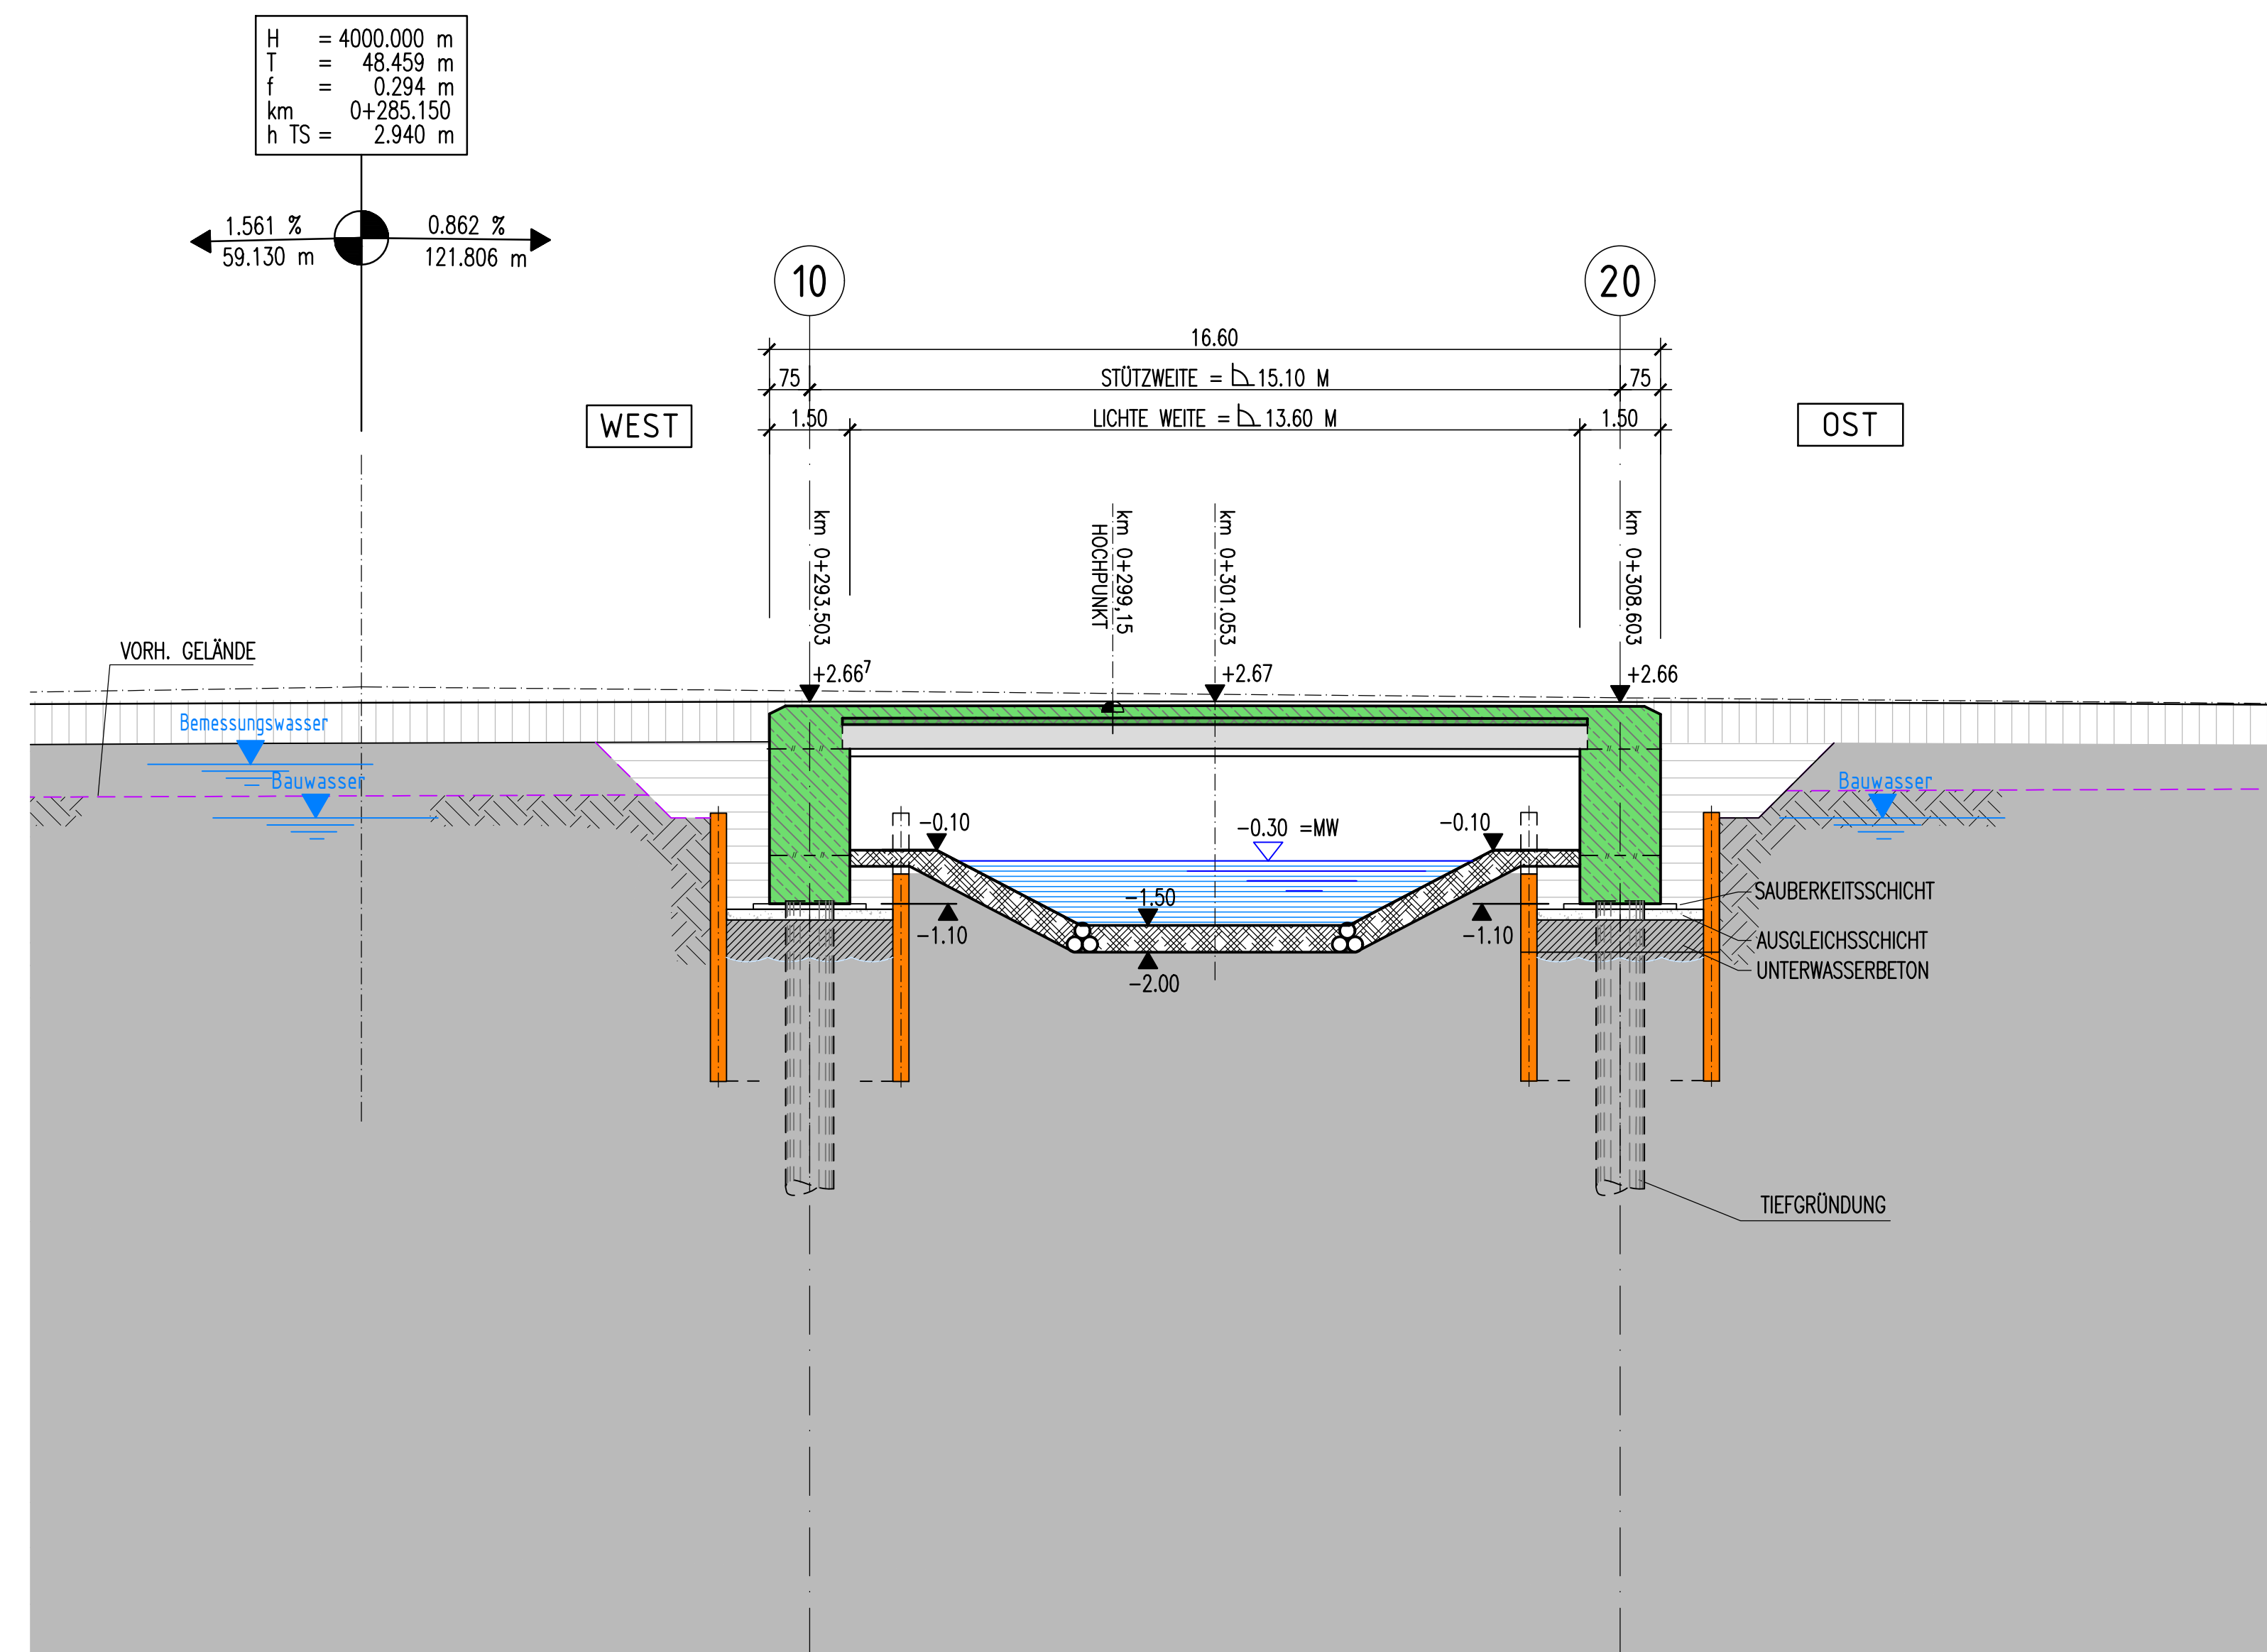 H = 4000.000 m
T = 48.459 m
f = 0.294 m
km 0+285.150
h TS = 2.940 m
1.561 %
59.130 m
0.862 %
121.806 m
10
20
16.60
75
STÜTZWEITE = 15.10 M
75
1.50
LICHTE WEITE = 13.60 M
1.50
WEST
OST
km 0+293.503
km 0+299,15
HOCHPUNKT
km 0+301.053
km 0+308.603
VORH. GELÄNDE
+2.66⁷
+2.67
+2.66
Bemessungswasser
Bauwasser
Bauwasser
-0.10
-0.30 =MW
-0.10
-1.50
-1.10
-1.10
-2.00
SAUBERKEITSSCHICHT
AUSGLEICHSSCHICHT
UNTERWASSERBETON
TIEFGRÜNDUNG